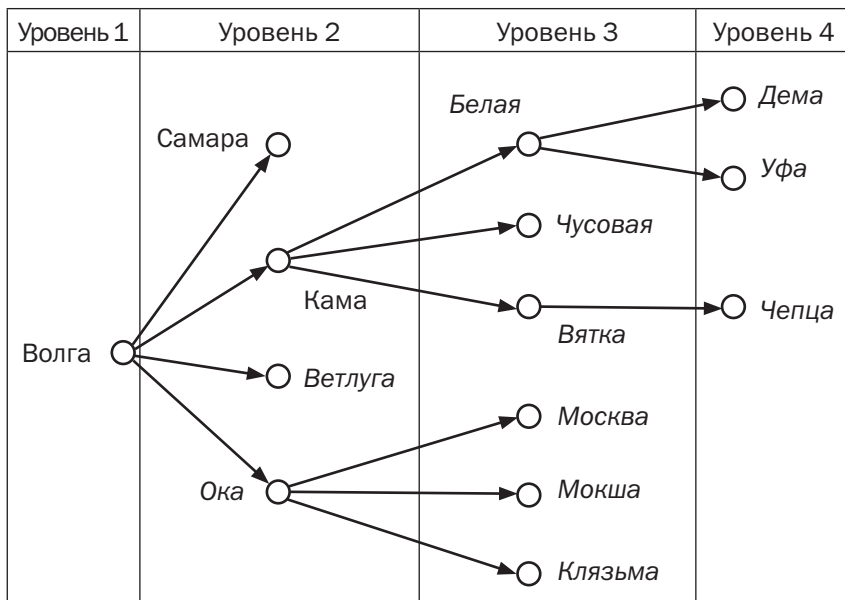 Уровень 1 Уровень 2 Уровень 3 Уровень 4
Дема
Белая
Самара
Уфа
Чусовая
Кама
Чепца
Вятка
Волга
Ветлуга
Москва
Ока
Мокша
Клязьма